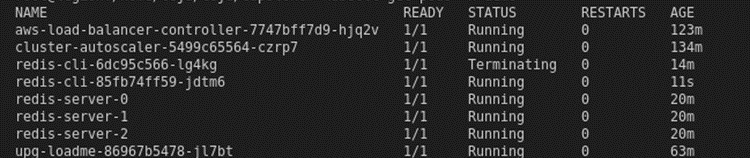 NAME READY STATUS RESTARTS AGE
aws-load-balancer-controller-7747bff7d9-hjq2v 1/1 Running 0 123m
cluster-autoscaler-5499c65564-czrp7 1/1 Running 0 134m
redis-cli-6dc95c566-lg4kg 1/1 Terminating 0 14m
redis-cli-85fb74ff59-jdtm6 1/1 Running 0 11s
redis-server-0 1/1 Running 0 20m
redis-server-1 1/1 Running 0 20m
redis-server-2 1/1 Running 0 20m
upg-loadme-86967b5478-jl7bt 1/1 Running 0 63m